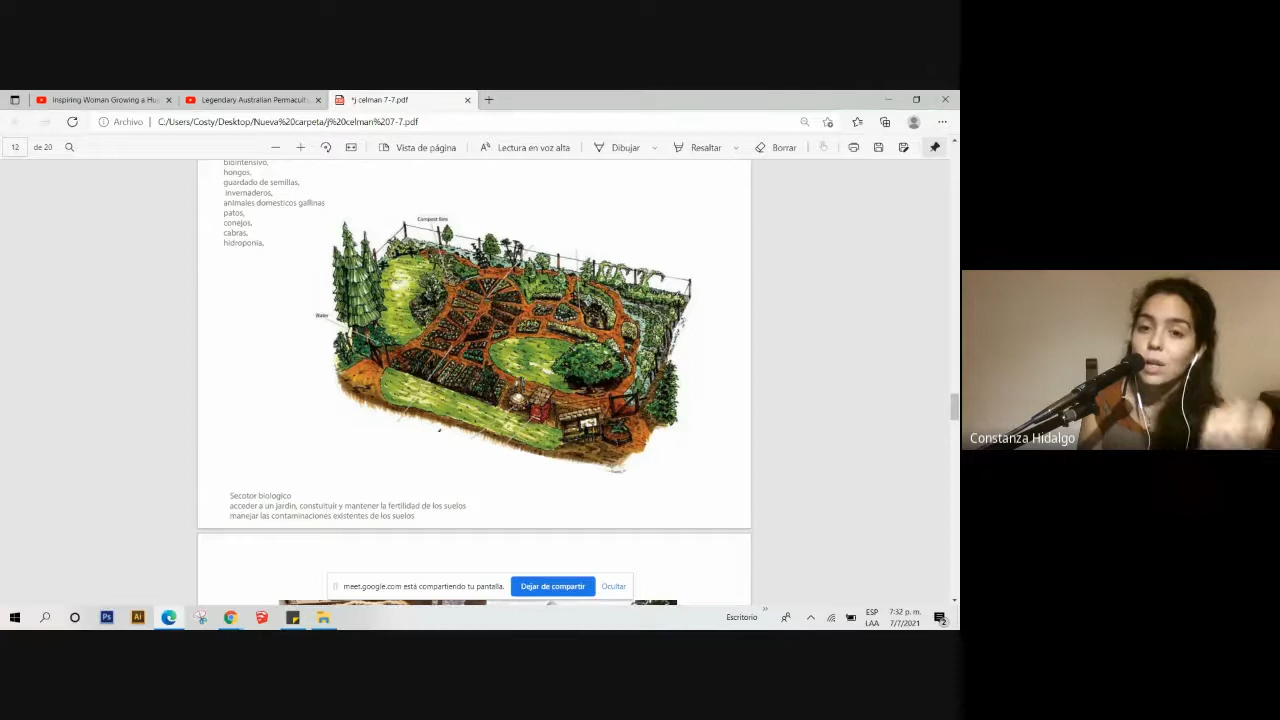 Inspiring Woman Growing a Hu
Legendary Australian Permacult
*j celman 7-7.pdf
Archivo
C:/Users/Costy/Desktop/Nueva%20carpeta/j%20celman%207-7.pdf
12
de 20
Vista de página
Lectura en voz alta
Dibujar
Resaltar
Borrar
biointensivo,
hongos,
guardado de semillas,
invernaderos,
animales domesticos gallinas
patos,
conejos,
cabras,
hidroponia,
Compost Bins
Water
Secotor biologico
acceder a un jardin, constuituir y mantener la fertilidad de los suelos
manejar las contaminaciones existentes de los suelos
Constanza Hidalgo
meet.google.com está compartiendo tu pantalla.
Dejar de compartir
Ocultar
Ps
Ai
Escritorio
ESP
LAA
7:32 p. m.
7/7/2021
2